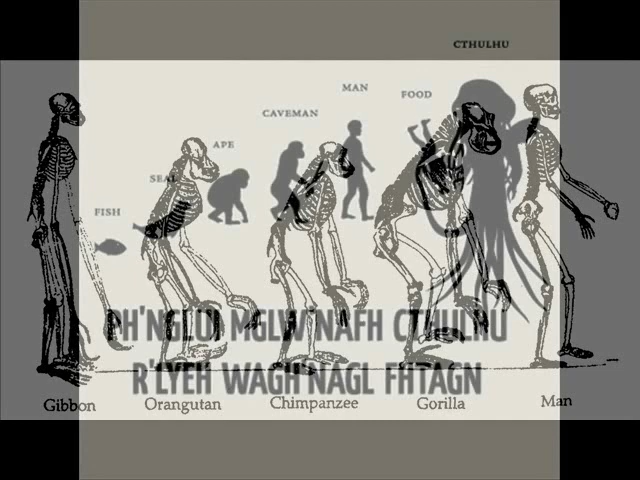 CTHULHU
MAN
FOOD
CAVEMAN
APE
SEAL
FISH
PH'NGLUI MGLW'NAFH CTHULHU
R'LYEH WAGH'NAGL FHTAGN
Gibbon Orangutan Chimpanzee Gorilla Man